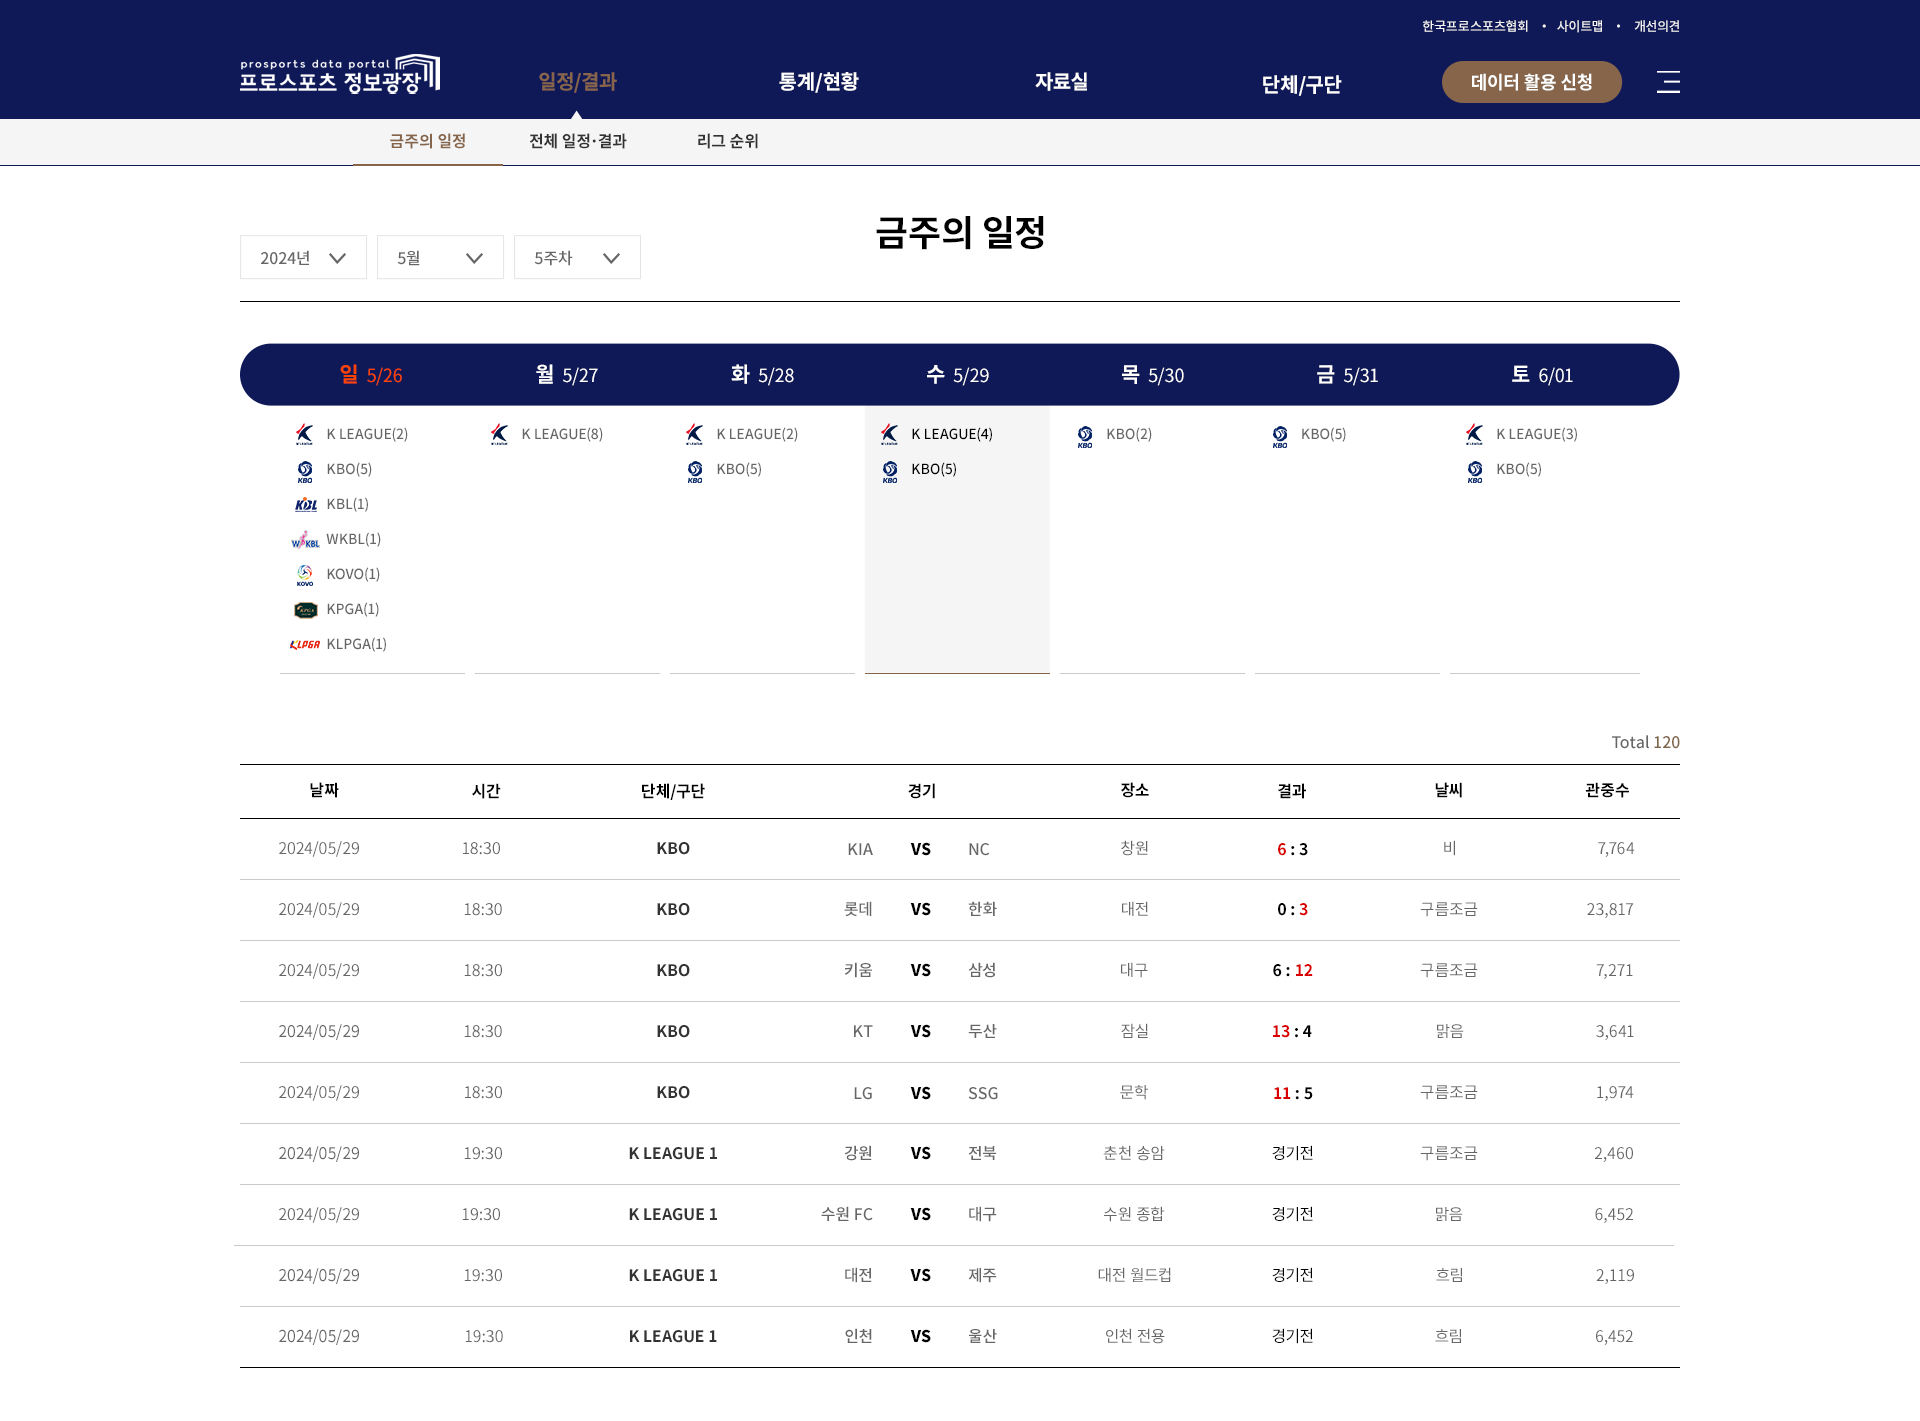 한국프로스포츠협회 • 사이트맵 • 개선의견
prosports data portal
프로스포츠 정보광장
일정/결과 통계/현황 자료실 단체/구단 데이터 활용 신청
금주의 일정 전체 일정·결과 리그 순위
금주의 일정
2024년 5월 5주차
일 5/26 월 5/27 화 5/28 수 5/29 목 5/30 금 5/31 토 6/01
K LEAGUE(2) K LEAGUE(8) K LEAGUE(2) K LEAGUE(4) KBO KBO(2) KBO KBO(5) K LEAGUE(3)
KBO KBO(5) KBO KBO(5) KBO KBO(5) KBO KBO(5)
KBL KBL(1)
WKBL WKBL(1)
KOVO KOVO(1)
KPGA(1)
KLPGA KLPGA(1)
Total 120
날짜 시간 단체/구단 경기 장소 결과 날씨 관중수
2024/05/29 18:30 KBO KIA VS NC 창원 6 : 3 비 7,764
2024/05/29 18:30 KBO 롯데 VS 한화 대전 0 : 3 구름조금 23,817
2024/05/29 18:30 KBO 키움 VS 삼성 대구 6 : 12 구름조금 7,271
2024/05/29 18:30 KBO KT VS 두산 잠실 13 : 4 맑음 3,641
2024/05/29 18:30 KBO LG VS SSG 문학 11 : 5 구름조금 1,974
2024/05/29 19:30 K LEAGUE 1 강원 VS 전북 춘천 송암 경기전 구름조금 2,460
2024/05/29 19:30 K LEAGUE 1 수원 FC VS 대구 수원 종합 경기전 맑음 6,452
2024/05/29 19:30 K LEAGUE 1 대전 VS 제주 대전 월드컵 경기전 흐림 2,119
2024/05/29 19:30 K LEAGUE 1 인천 VS 울산 인천 전용 경기전 흐림 6,452